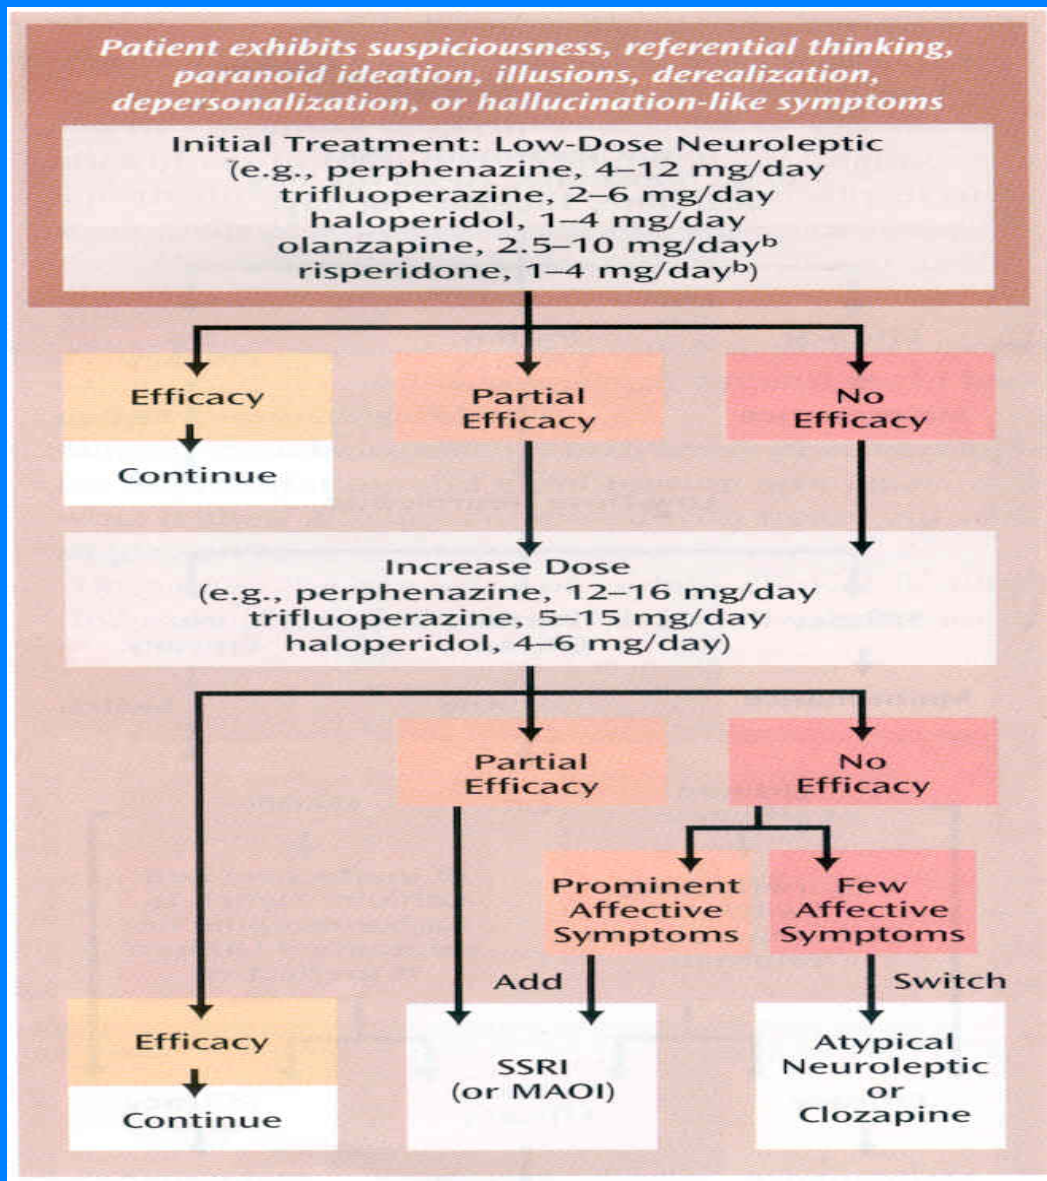 Patient exhibits suspiciousness, referential thinking,
paranoid ideation, illusions, derealization,
depersonalization, or hallucination-like symptoms
Initial Treatment: Low-Dose Neuroleptic
(e.g., perphenazine, 4–12 mg/day
trifluoperazine, 2–6 mg/day
haloperidol, 1–4 mg/day
olanzapine, 2.5–10 mg/dayᵇ
risperidone, 1–4 mg/dayᵇ)
Efficacy
Continue
Partial
Efficacy
No
Efficacy
Increase Dose
(e.g., perphenazine, 12–16 mg/day
trifluoperazine, 5–15 mg/day
haloperidol, 4–6 mg/day)
Partial
Efficacy
No
Efficacy
Prominent
Affective
Symptoms
Few
Affective
Symptoms
Add
Switch
Efficacy
Continue
SSRI
(or MAOI)
Atypical
Neuroleptic
or
Clozapine